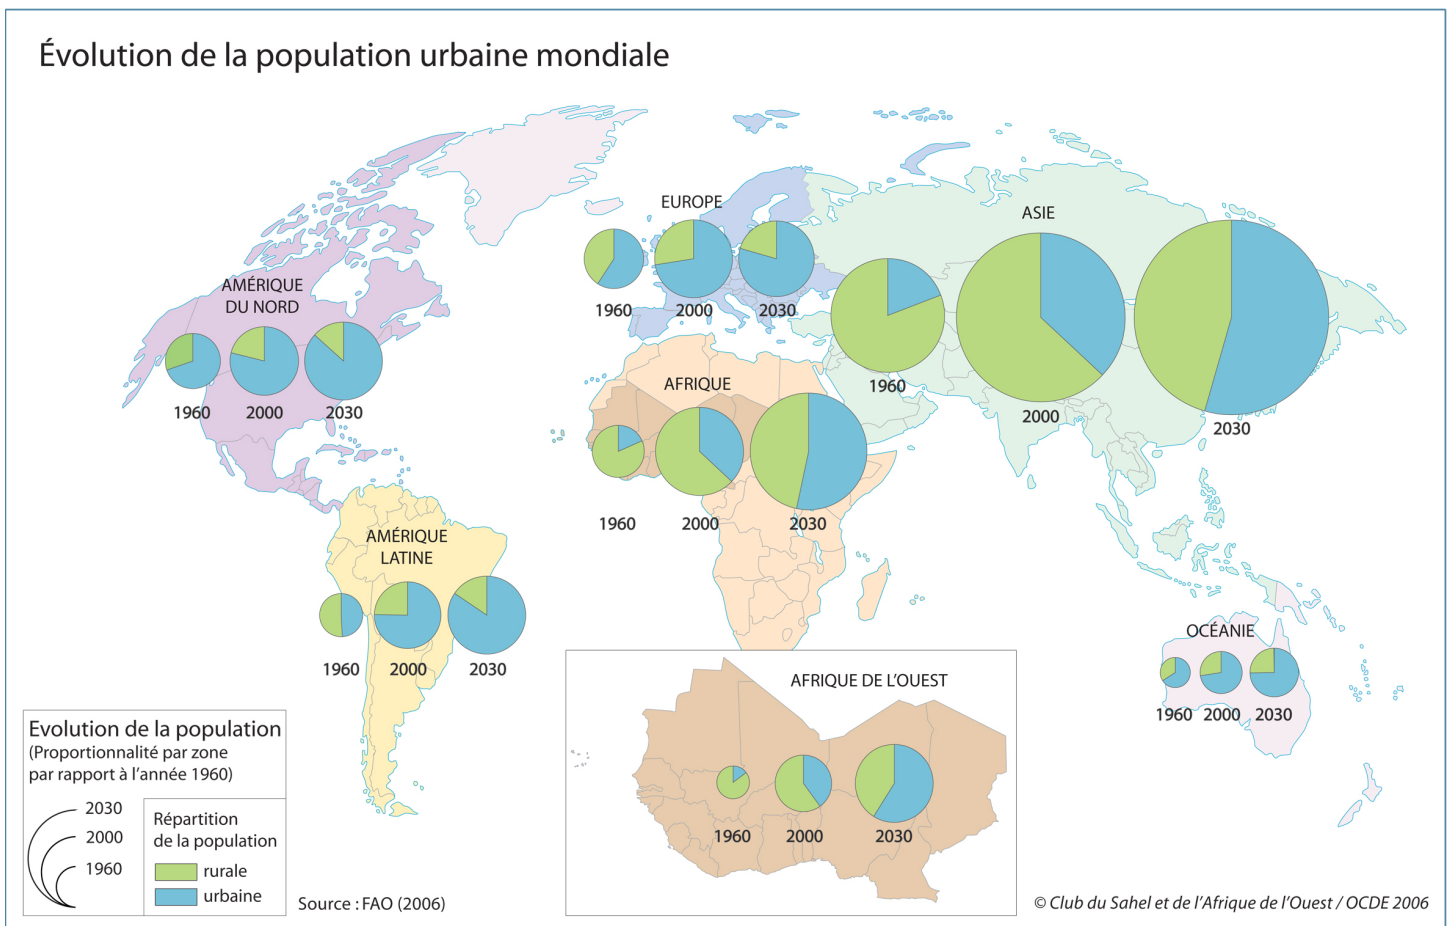 Évolution de la population urbaine mondiale
EUROPE
1960
2000
2030
ASIE
1960
2000
2030
AMÉRIQUE
DU NORD
1960
2000
2030
AFRIQUE
1960
2000
2030
AMÉRIQUE
LATINE
1960
2000
2030
OCÉANIE
1960
2000
2030
AFRIQUE DE L'OUEST
1960
2000
2030
Evolution de la population
(Proportionnalité par zone
par rapport à l'année 1960)
2030
2000
1960
Répartition
de la population
rurale
urbaine
Source : FAO (2006)
© Club du Sahel et de l'Afrique de l'Ouest / OCDE 2006